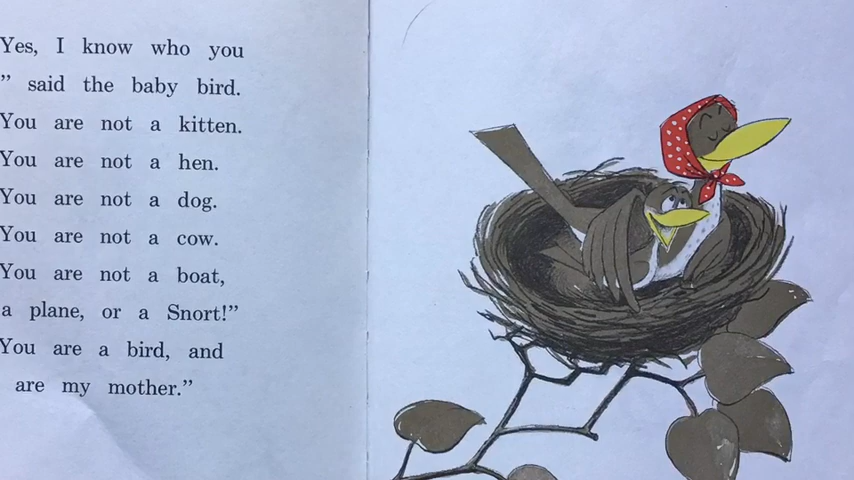 Yes, I know who you
” said the baby bird.
You are not a kitten.
You are not a hen.
You are not a dog.
You are not a cow.
You are not a boat,
a plane, or a Snort!”
You are a bird, and
are my mother.”